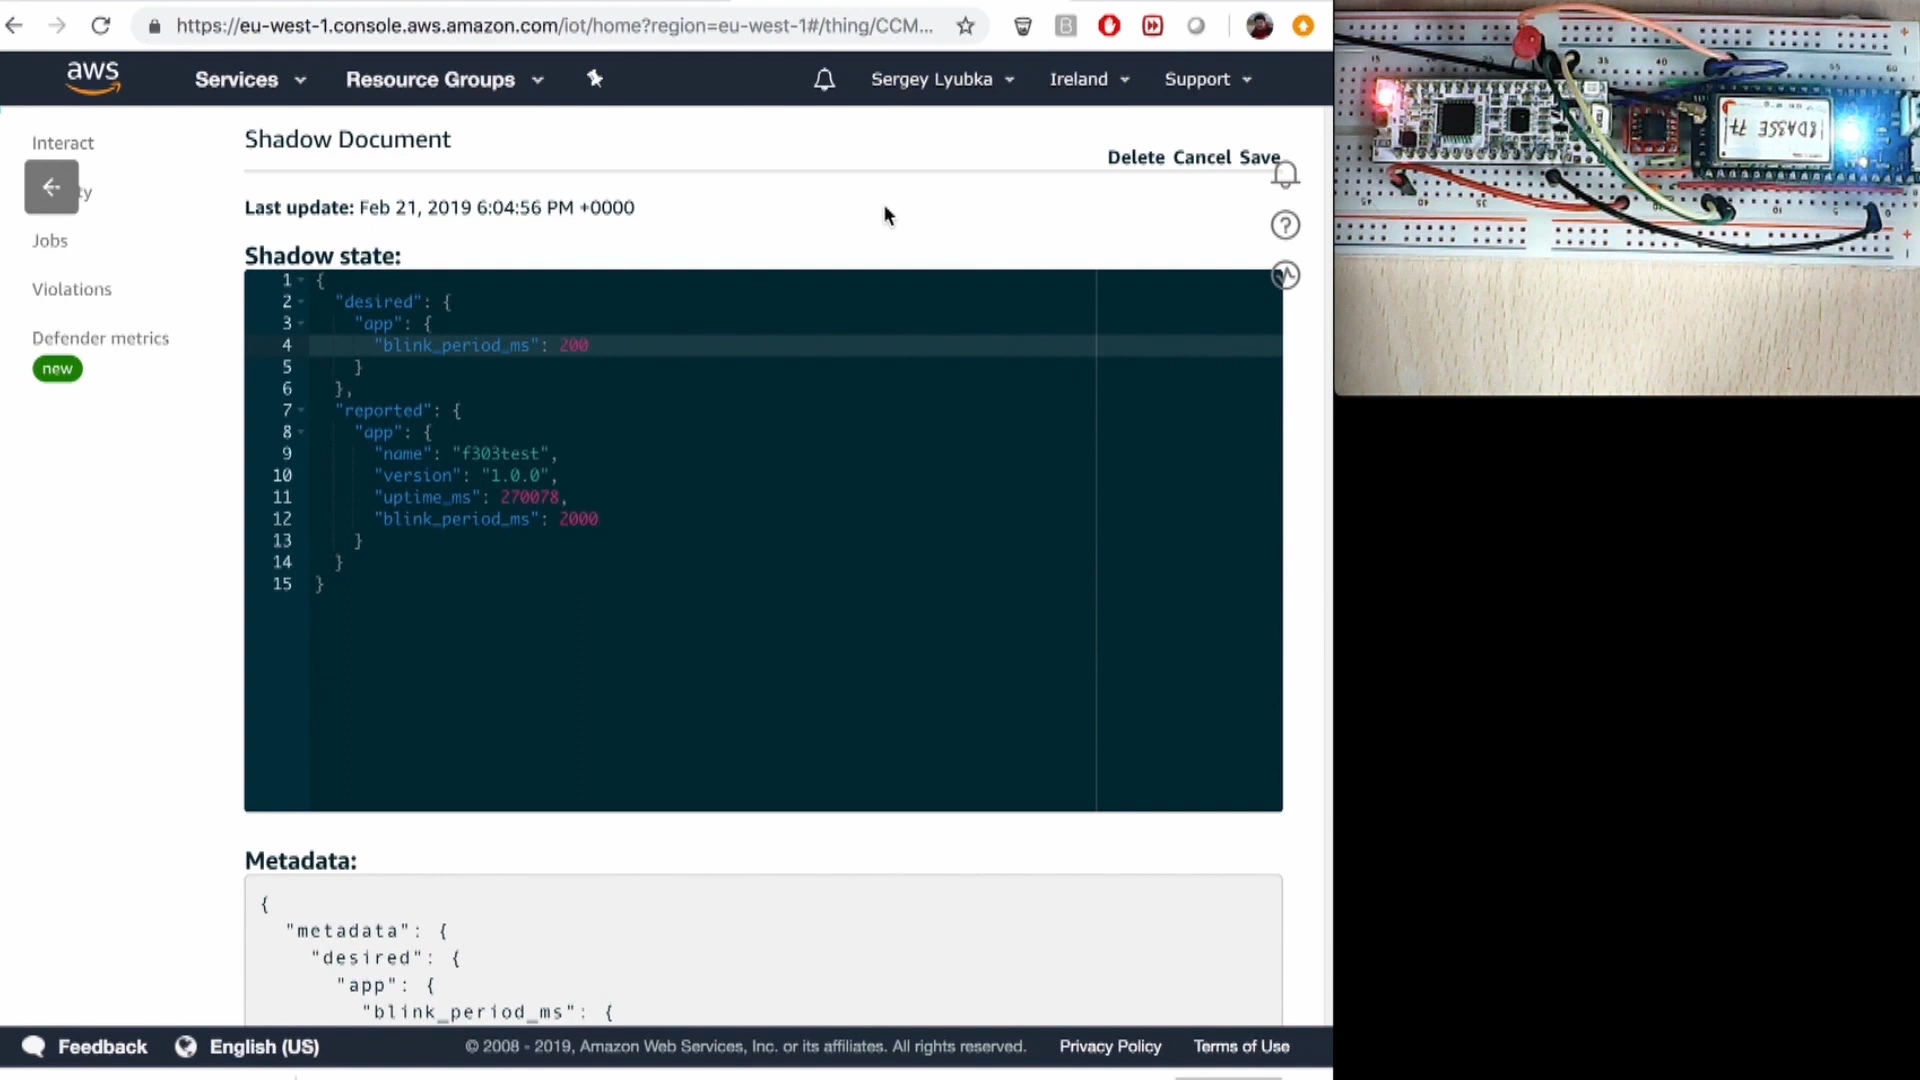 https://eu-west-1.console.aws.amazon.com/iot/home?region=eu-west-1#/thing/CCM...
aws
Services
Resource Groups
Sergey Lyubka
Ireland
Support
Interact
ty
Jobs
Violations
Defender metrics
new
Shadow Document
Delete Cancel Save
Last update: Feb 21, 2019 6:04:56 PM +0000
Shadow state:
1 {
2 "desired": {
3 "app": {
4 "blink_period_ms": 200
5 }
6 },
7 "reported": {
8 "app": {
9 "name": "f303test",
10 "version": "1.0.0",
11 "uptime_ms": 270078,
12 "blink_period_ms": 2000
13 }
14 }
15 }
Metadata:
{
"metadata": {
"desired": {
"app": {
"blink_period_ms": {
Feedback
English (US)
© 2008 - 2019, Amazon Web Services, Inc. or its affiliates. All rights reserved.
Privacy Policy
Terms of Use